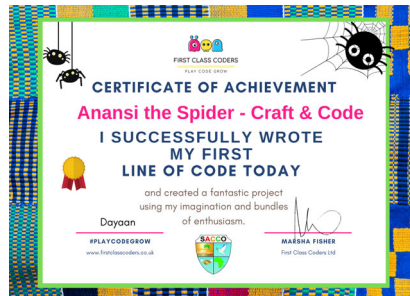 FIRST CLASS CODERS
PLAY CODE GROW
CERTIFICATE OF ACHIEVEMENT
Anansi the Spider - Craft & Code
I SUCCESSFULLY WROTE
MY FIRST
LINE OF CODE TODAY
and created a fantastic project
using my imagination and bundles
of enthusiasm.
Dayaan
#PLAYCODEGROW
www.firstclasscoders.co.uk
SACCO
MARSHA FISHER
First Class Coders Ltd